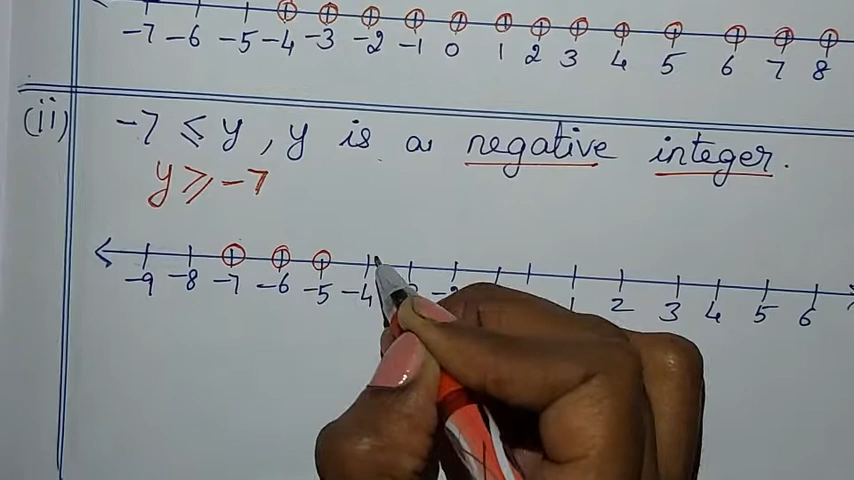 -7 -6 -5 -4 -3 -2 -1 0 1 2 3 4 5 6 7 8
(ii) -7 ≤ y, y is a negative integer.
y ≥ -7
-9 -8 -7 -6 -5 -4 1 2 3 4 5 6